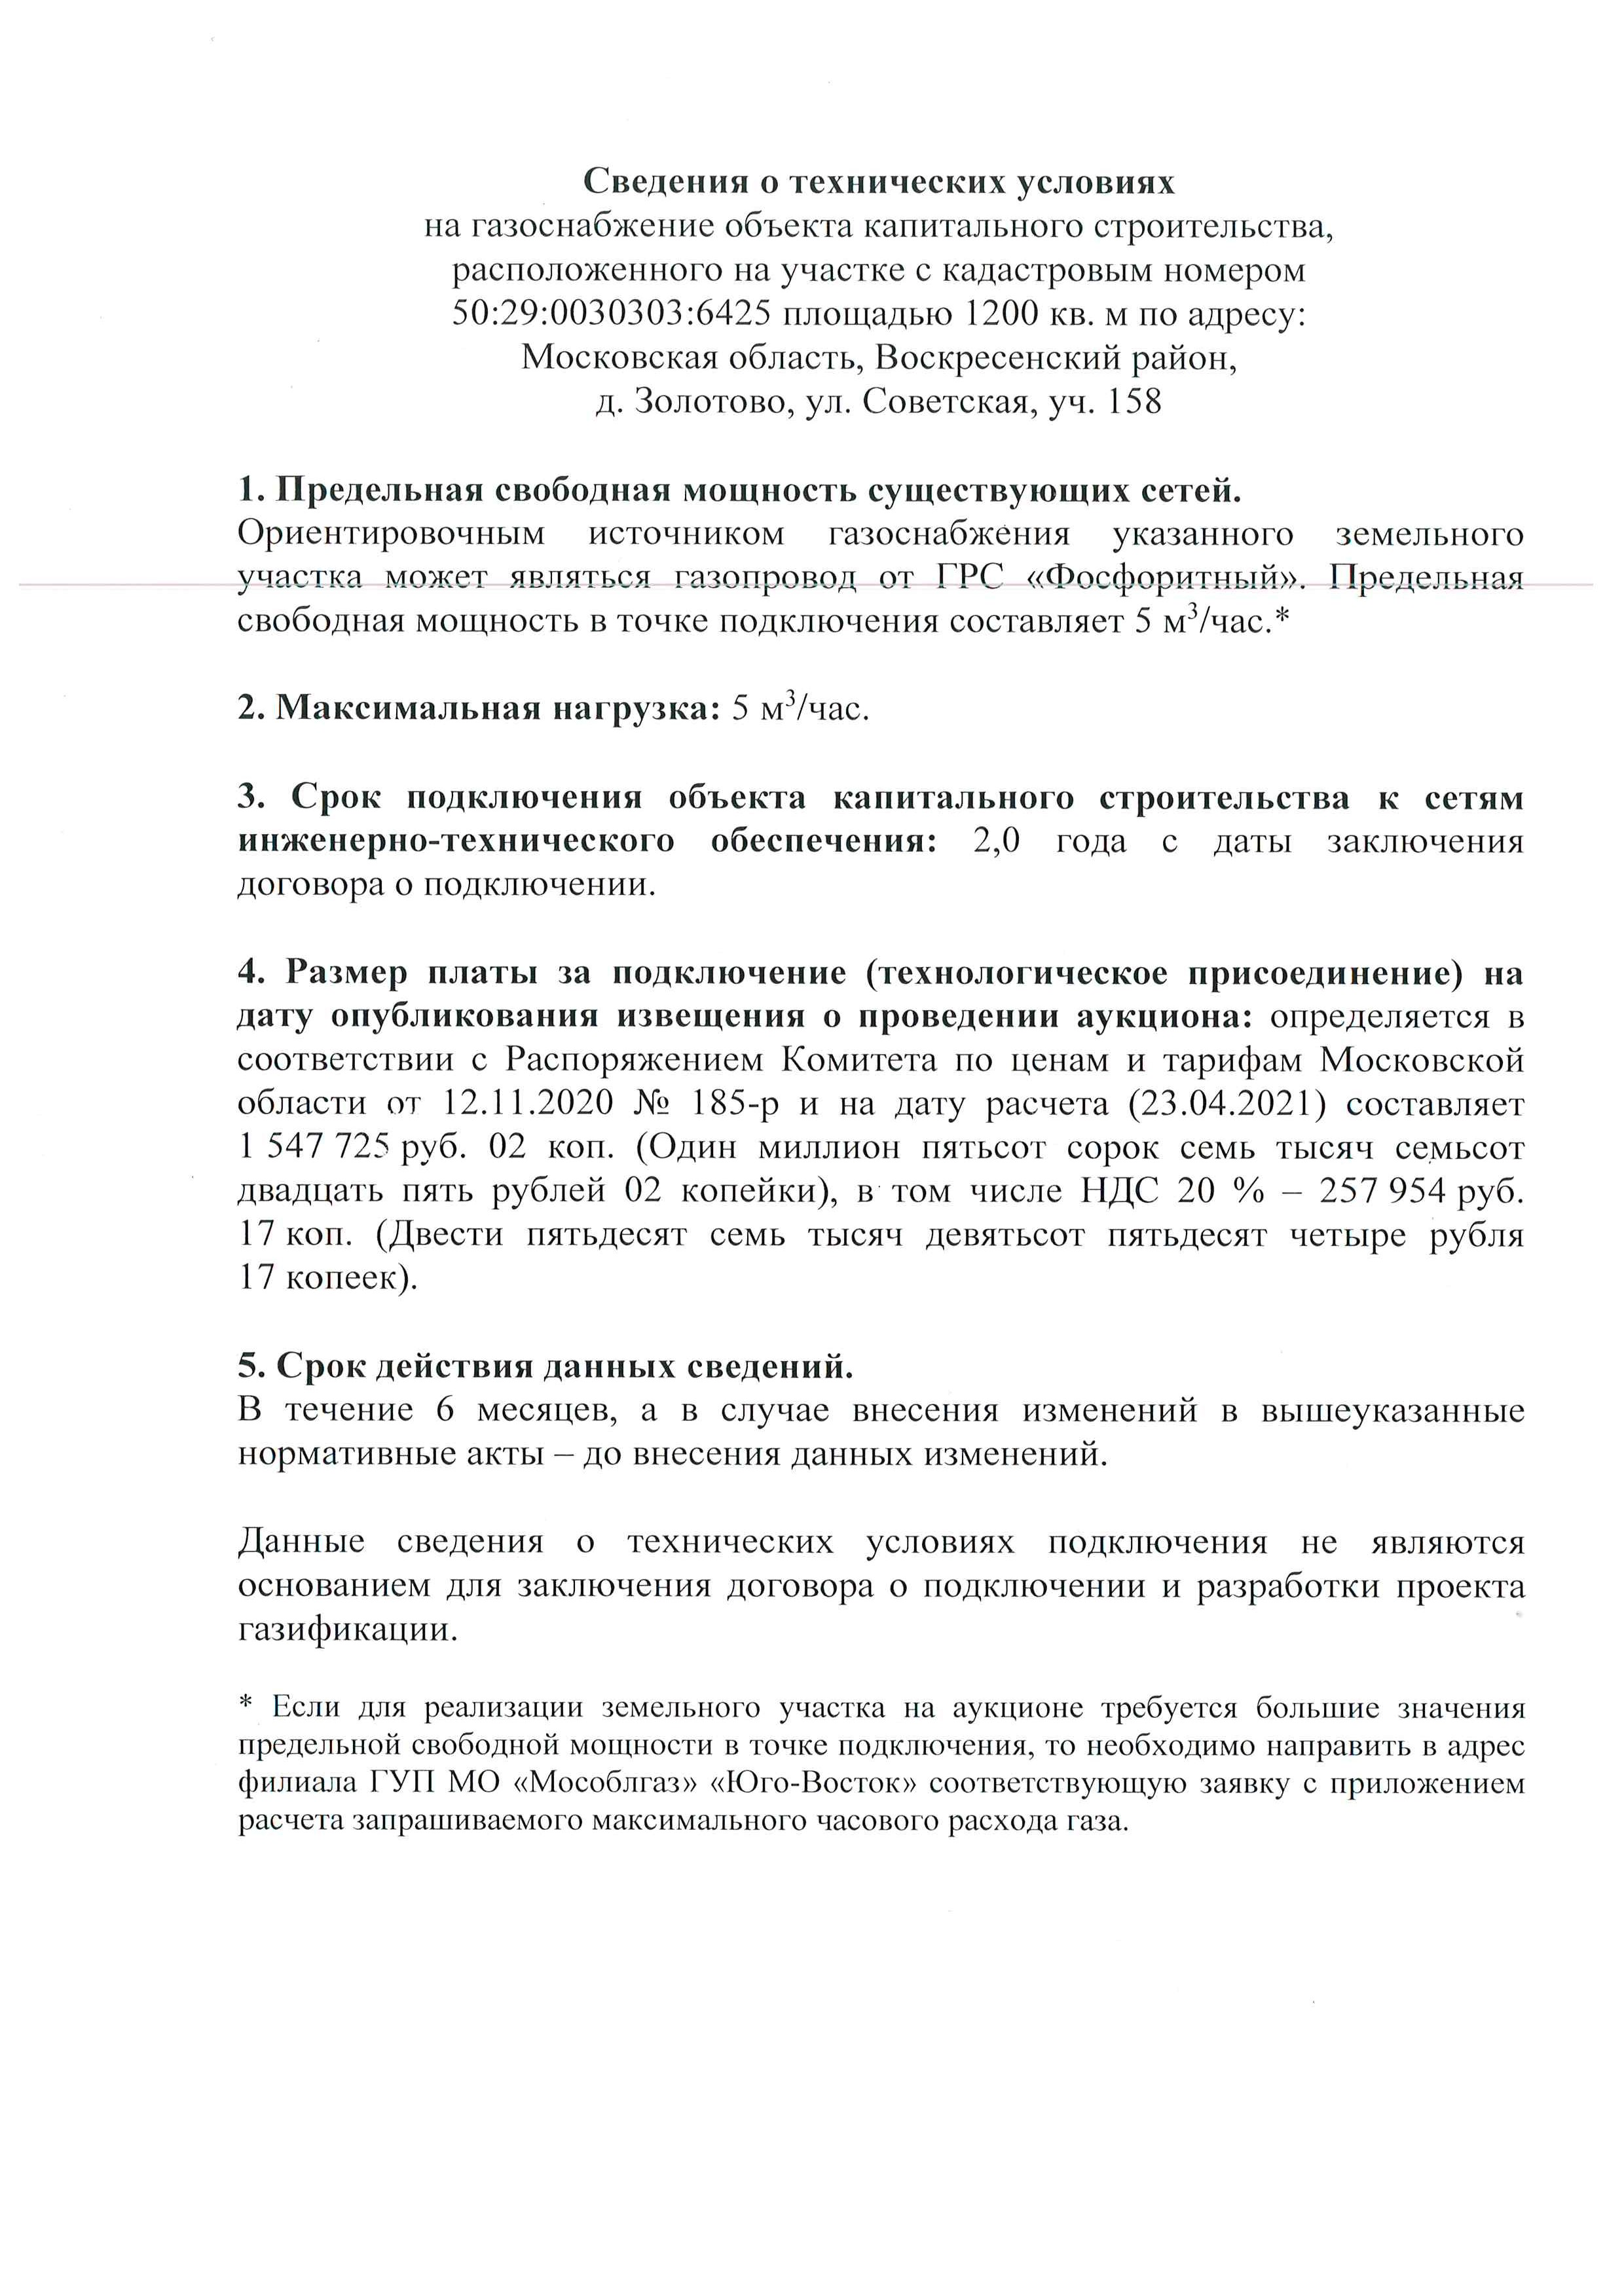 Сведения о технических условиях
на газоснабжение объекта капитального строительства,
расположенного на участке с кадастровым номером
50:29:0030303:6425 площадью 1200 кв. м по адресу:
Московская область, Воскресенский район,
д. Золотово, ул. Советская, уч. 158
1. Предельная свободная мощность существующих сетей.
Ориентировочным источником газоснабжения указанного земельного
участка может являться газопровод от ГРС «Фосфоритный». Предельная
свободная мощность в точке подключения составляет 5 м³/час.*
2. Максимальная нагрузка: 5 м³/час.
3. Срок подключения объекта капитального строительства к сетям
инженерно-технического обеспечения: 2,0 года с даты заключения
договора о подключении.
4. Размер платы за подключение (технологическое присоединение) на
дату опубликования извещения о проведении аукциона: определяется в
соответствии с Распоряжением Комитета по ценам и тарифам Московской
области от 12.11.2020 № 185-р и на дату расчета (23.04.2021) составляет
1 547 725 руб. 02 коп. (Один миллион пятьсот сорок семь тысяч семьсот
двадцать пять рублей 02 копейки), в том числе НДС 20 % – 257 954 руб.
17 коп. (Двести пятьдесят семь тысяч девятьсот пятьдесят четыре рубля
17 копеек).
5. Срок действия данных сведений.
В течение 6 месяцев, а в случае внесения изменений в вышеуказанные
нормативные акты – до внесения данных изменений.
Данные сведения о технических условиях подключения не являются
основанием для заключения договора о подключении и разработки проекта
газификации.
* Если для реализации земельного участка на аукционе требуется большие значения
предельной свободной мощности в точке подключения, то необходимо направить в адрес
филиала ГУП МО «Мособлгаз» «Юго-Восток» соответствующую заявку с приложением
расчета запрашиваемого максимального часового расхода газа.